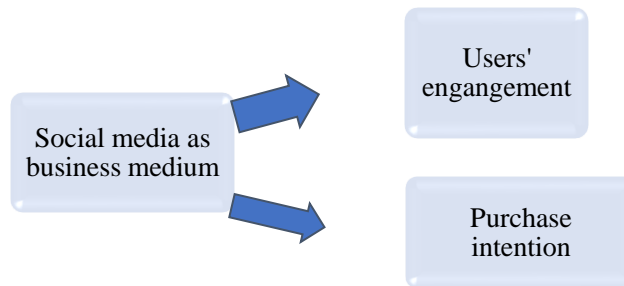 Social media as
business medium
Users'
engangement
Purchase
intention